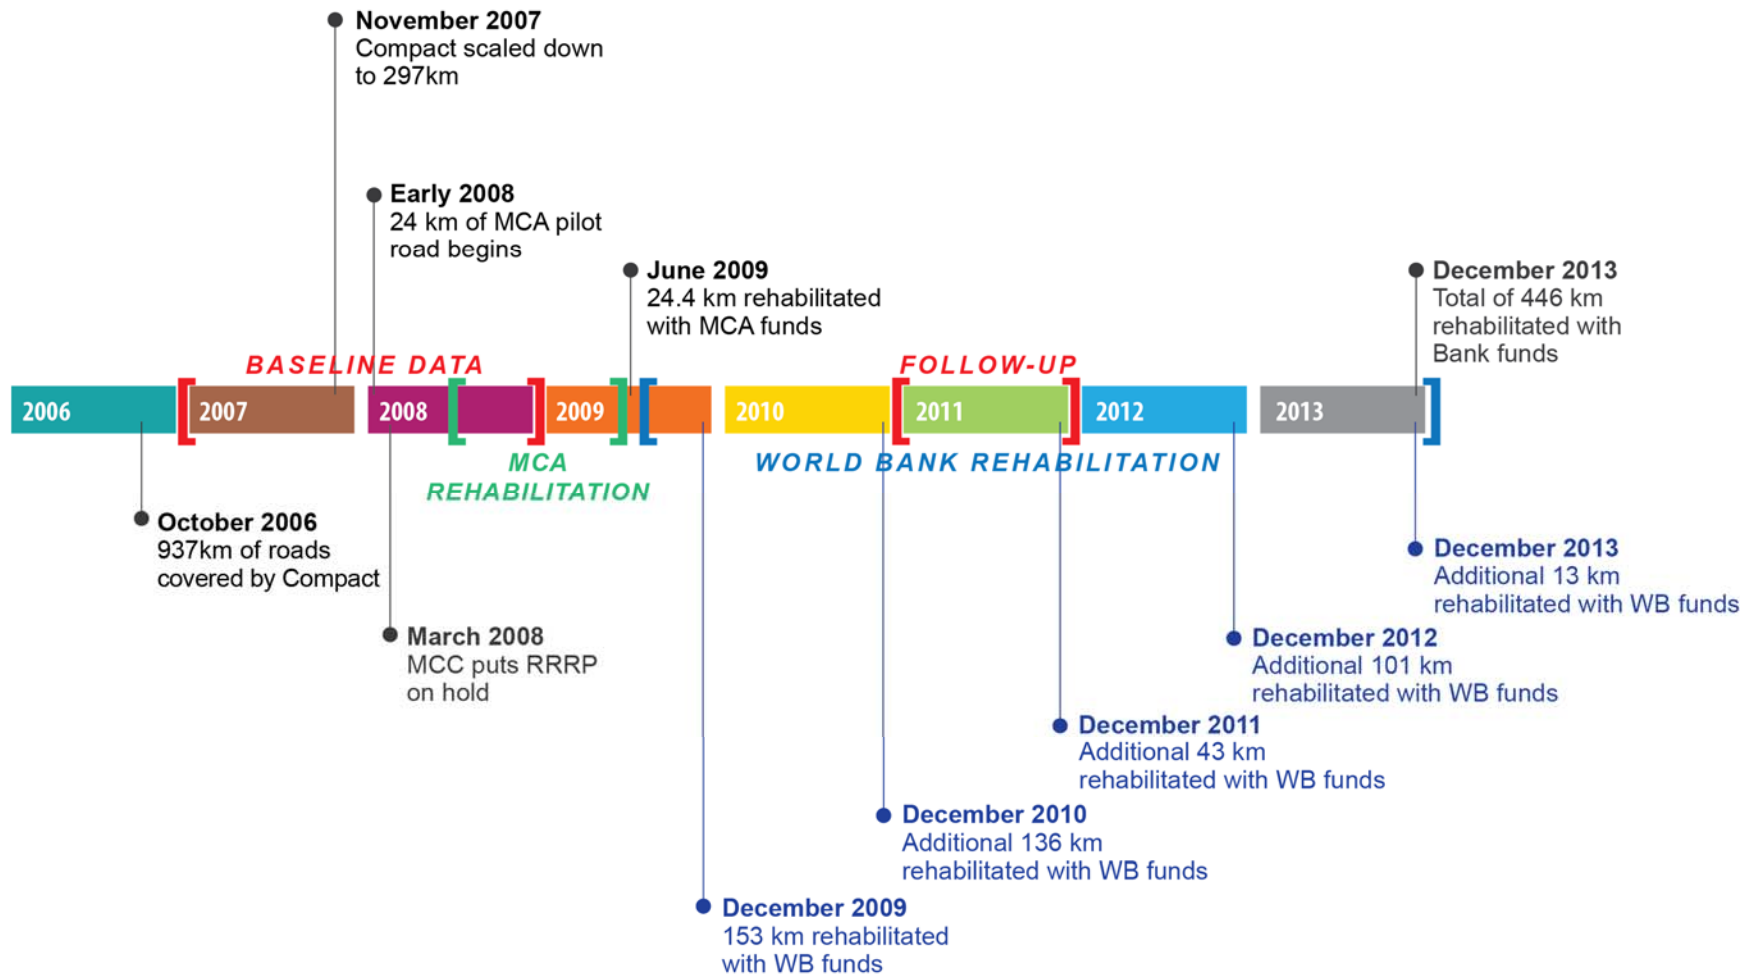 November 2007
Compact scaled down
to 297km
Early 2008
24 km of MCA pilot
road begins
June 2009
24.4 km rehabilitated
with MCA funds
December 2013
Total of 446 km
rehabilitated with
Bank funds
BASELINE DATA
FOLLOW-UP
2006
2007
2008
2009
2010
2011
2012
2013
MCA
REHABILITATION
WORLD BANK REHABILITATION
October 2006
937km of roads
covered by Compact
March 2008
MCC puts RRRP
on hold
December 2013
Additional 13 km
rehabilitated with WB funds
December 2012
Additional 101 km
rehabilitated with WB funds
December 2011
Additional 43 km
rehabilitated with WB funds
December 2010
Additional 136 km
rehabilitated with WB funds
December 2009
153 km rehabilitated
with WB funds